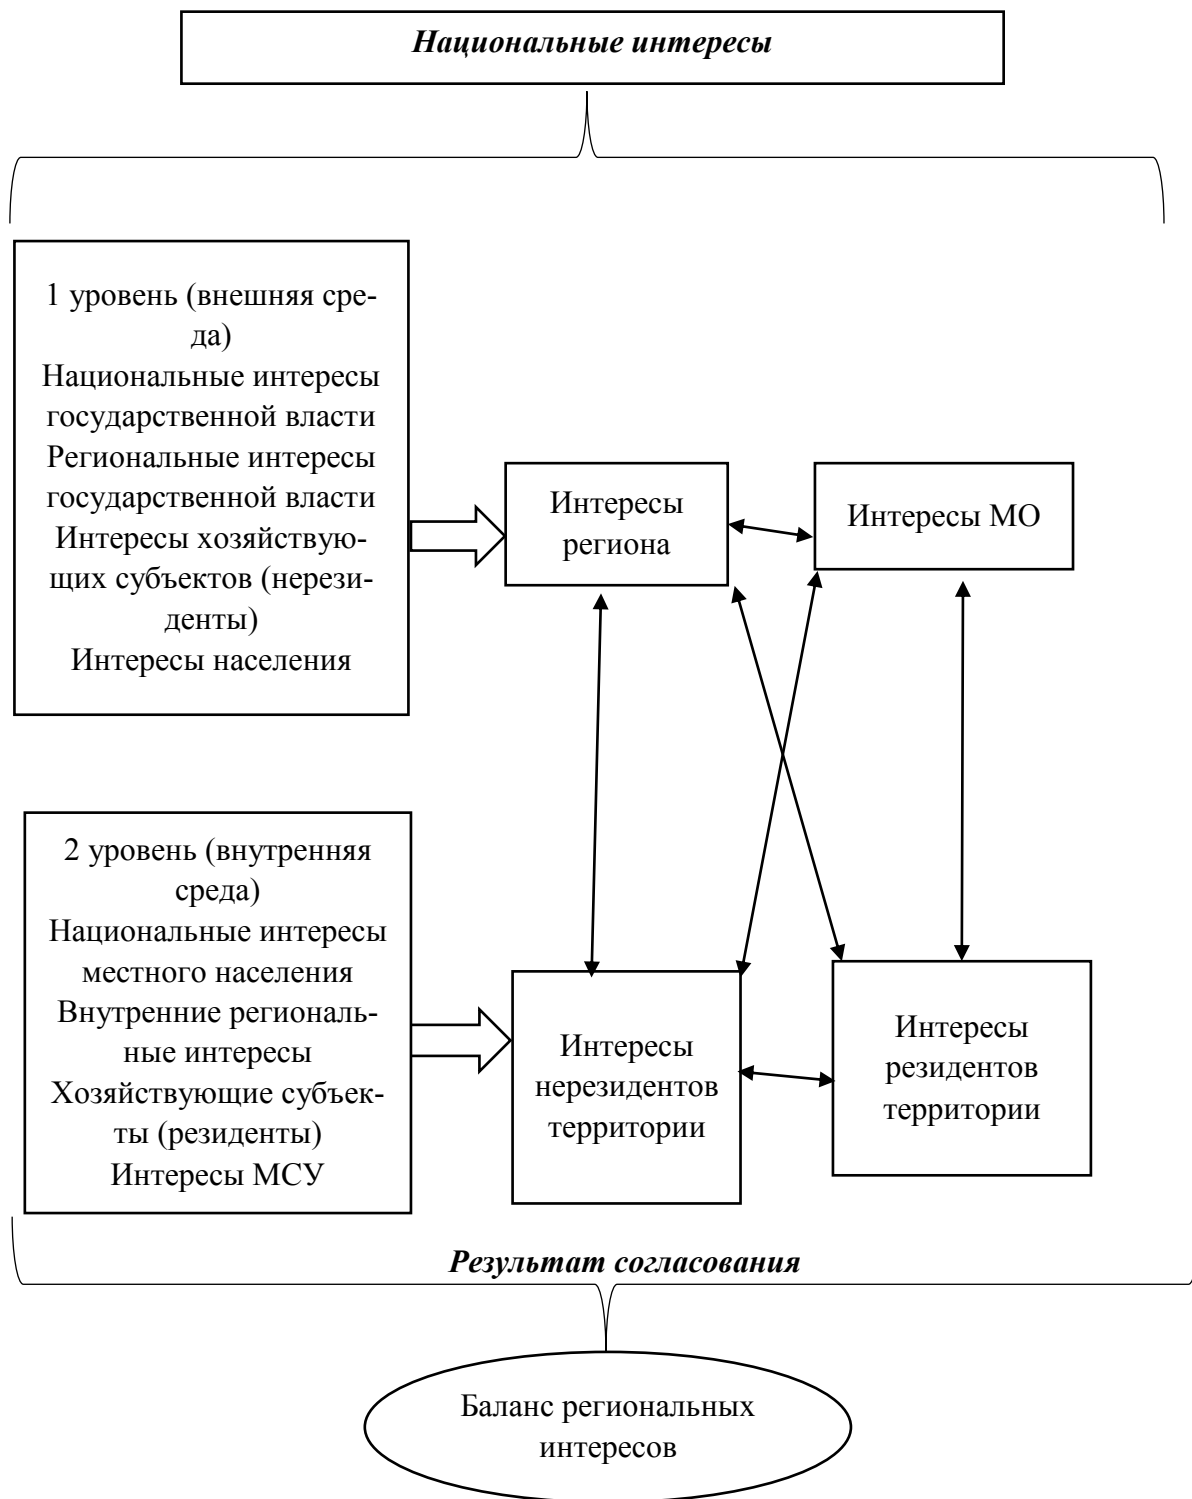 Национальные интересы
1 уровень (внешняя сре-
да)
Национальные интересы
государственной власти
Региональные интересы
государственной власти
Интересы хозяйствую-
щих субъектов (нерези-
денты)
Интересы населения
Интересы
региона
Интересы МО
2 уровень (внутренняя
среда)
Национальные интересы
местного населения
Внутренние региональ-
ные интересы
Хозяйствующие субъек-
ты (резиденты)
Интересы МСУ
Интересы
нерезидентов
территории
Интересы
резидентов
территории
Результат согласования
Баланс региональных
интересов